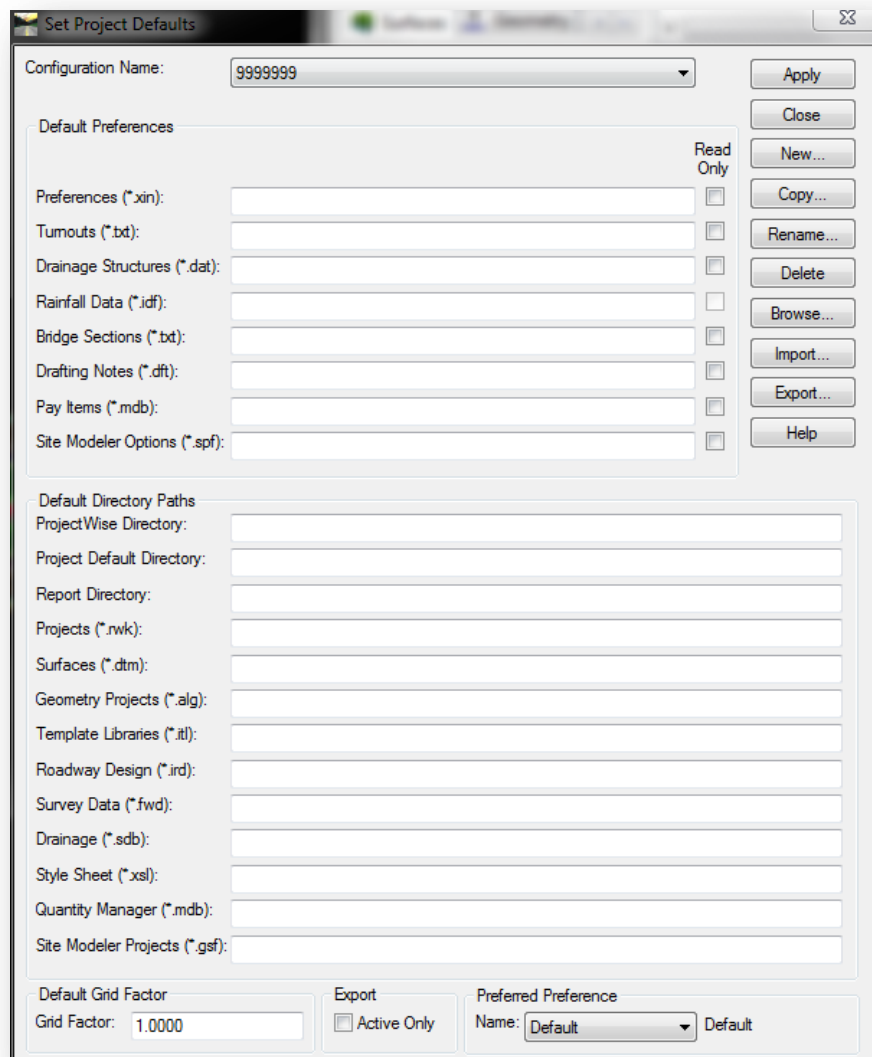 Set Project Defaults
Configuration Name: 9999999
Apply
Close
Default Preferences
Read Only
New...
Preferences (*.xin):
Copy...
Turnouts (*.txt):
Rename...
Drainage Structures (*.dat):
Delete
Rainfall Data (*.idf):
Browse...
Bridge Sections (*.txt):
Import...
Drafting Notes (*.dft):
Export...
Pay Items (*.mdb):
Help
Site Modeler Options (*.spf):
Default Directory Paths
ProjectWise Directory:
Project Default Directory:
Report Directory:
Projects (*.rwk):
Surfaces (*.dtm):
Geometry Projects (*.alg):
Template Libraries (*.itl):
Roadway Design (*.ird):
Survey Data (*.fwd):
Drainage (*.sdb):
Style Sheet (*.xsl):
Quantity Manager (*.mdb):
Site Modeler Projects (*.gsf):
Default Grid Factor
Grid Factor: 1.0000
Export
Active Only
Preferred Preference
Name: Default Default